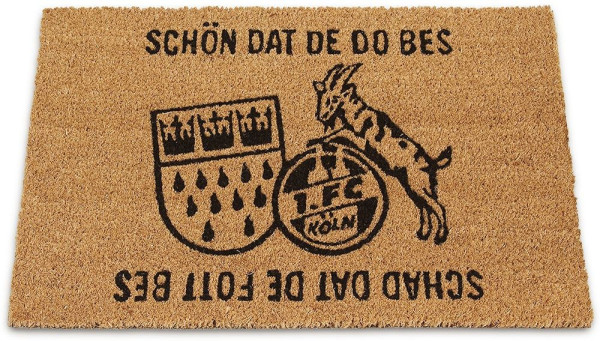 SCHÖN DAT DE DO BES
1. FC
KÖLN
SCHAD DAT DE FOTT BES